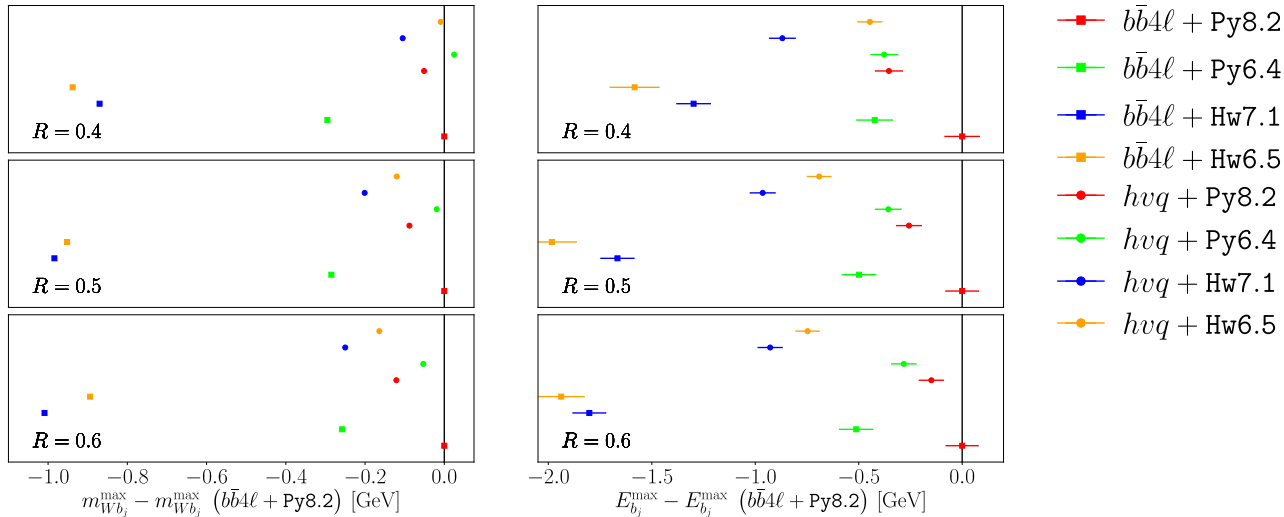 R = 0.4
R = 0.5
R = 0.6
−1.0 −0.8 −0.6 −0.4 −0.2 0.0
m_{Wb_j}^{max} − m_{Wb_j}^{max} (bb̄4ℓ + Py8.2) [GeV]
R = 0.4
R = 0.5
R = 0.6
−2.0 −1.5 −1.0 −0.5 0.0
E_{b_j}^{max} − E_{b_j}^{max} (bb̄4ℓ + Py8.2) [GeV]
bb̄4ℓ + Py8.2
bb̄4ℓ + Py6.4
bb̄4ℓ + Hw7.1
bb̄4ℓ + Hw6.5
hvq + Py8.2
hvq + Py6.4
hvq + Hw7.1
hvq + Hw6.5